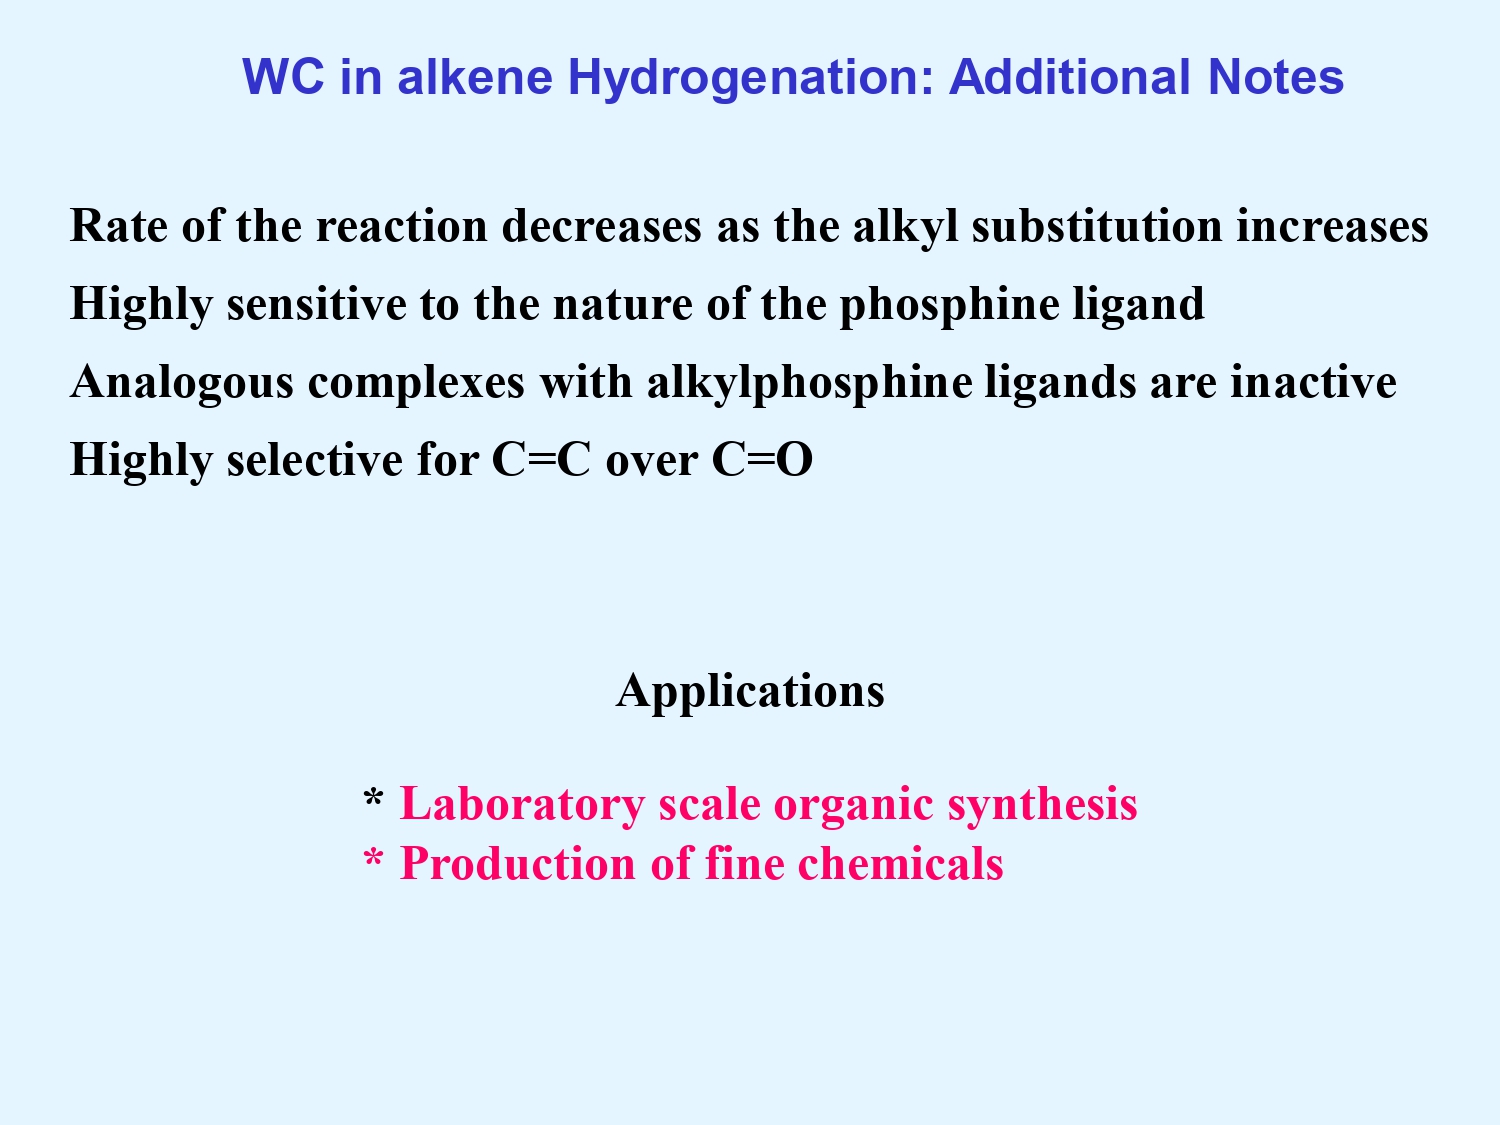 WC in alkene Hydrogenation: Additional Notes
Rate of the reaction decreases as the alkyl substitution increases
Highly sensitive to the nature of the phosphine ligand
Analogous complexes with alkylphosphine ligands are inactive
Highly selective for C=C over C=O
Applications
* Laboratory scale organic synthesis
* Production of fine chemicals